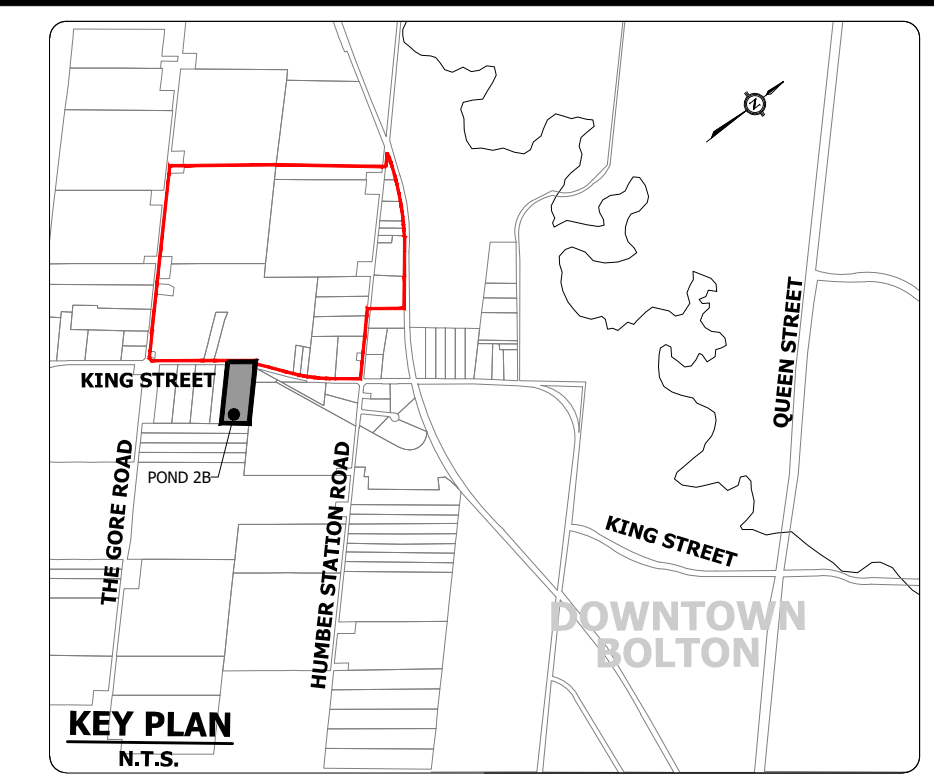 N
QUEEN STREET
KING STREET
THE GORE ROAD
POND 2B
HUMBER STATION ROAD
KING STREET
DOWNTOWN
BOLTON
KEY PLAN
N.T.S.